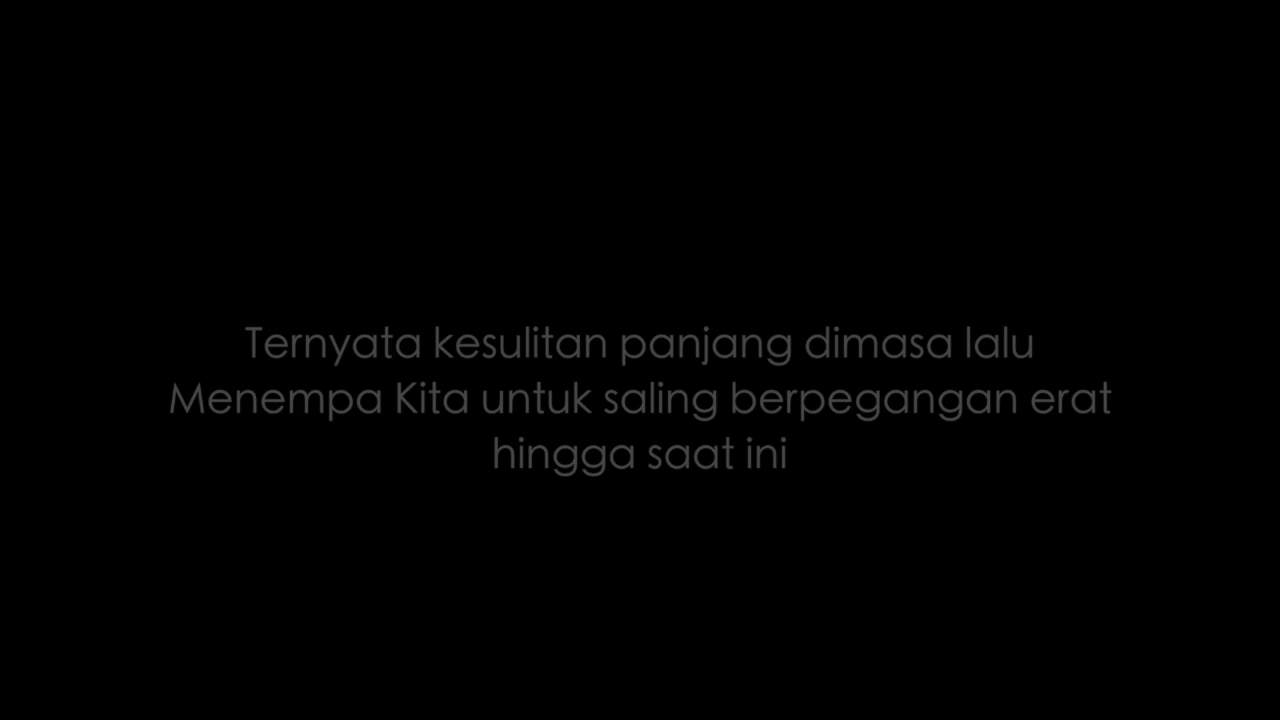 Ternyata kesulitan panjang dimasa lalu
Menempa Kita untuk saling berpegangan erat
hingga saat ini